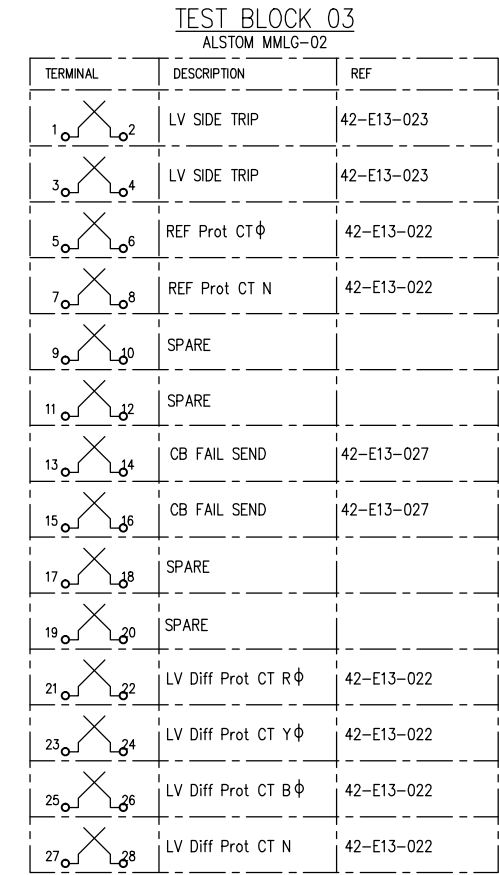 TEST BLOCK 03
ALSTOM MMLG-02
TERMINAL DESCRIPTION REF
1 2 LV SIDE TRIP 42-E13-023
3 4 LV SIDE TRIP 42-E13-023
5 6 REF Prot CTϕ 42-E13-022
7 8 REF Prot CT N 42-E13-022
9 10 SPARE
11 12 SPARE
13 14 CB FAIL SEND 42-E13-027
15 16 CB FAIL SEND 42-E13-027
17 18 SPARE
19 20 SPARE
21 22 LV Diff Prot CT Rϕ 42-E13-022
23 24 LV Diff Prot CT Yϕ 42-E13-022
25 26 LV Diff Prot CT Bϕ 42-E13-022
27 28 LV Diff Prot CT N 42-E13-022